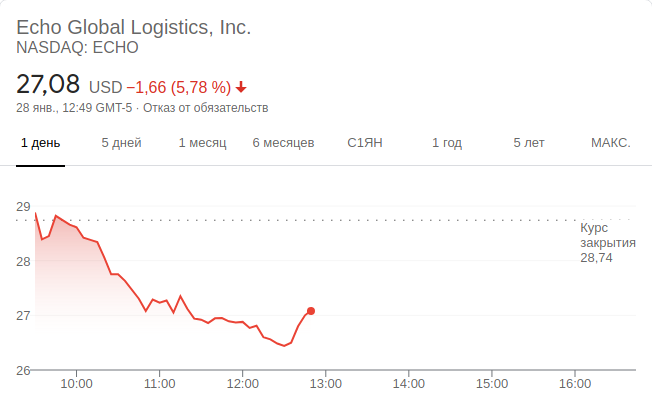 Echo Global Logistics, Inc.
NASDAQ: ECHO
27,08 USD −1,66 (5,78 %)
28 янв., 12:49 GMT-5 · Отказ от обязательств
1 день 5 дней 1 месяц 6 месяцев С1ЯН 1 год 5 лет МАКС.
29
Курс
закрытия
28,74
28
27
26
10:00 11:00 12:00 13:00 14:00 15:00 16:00